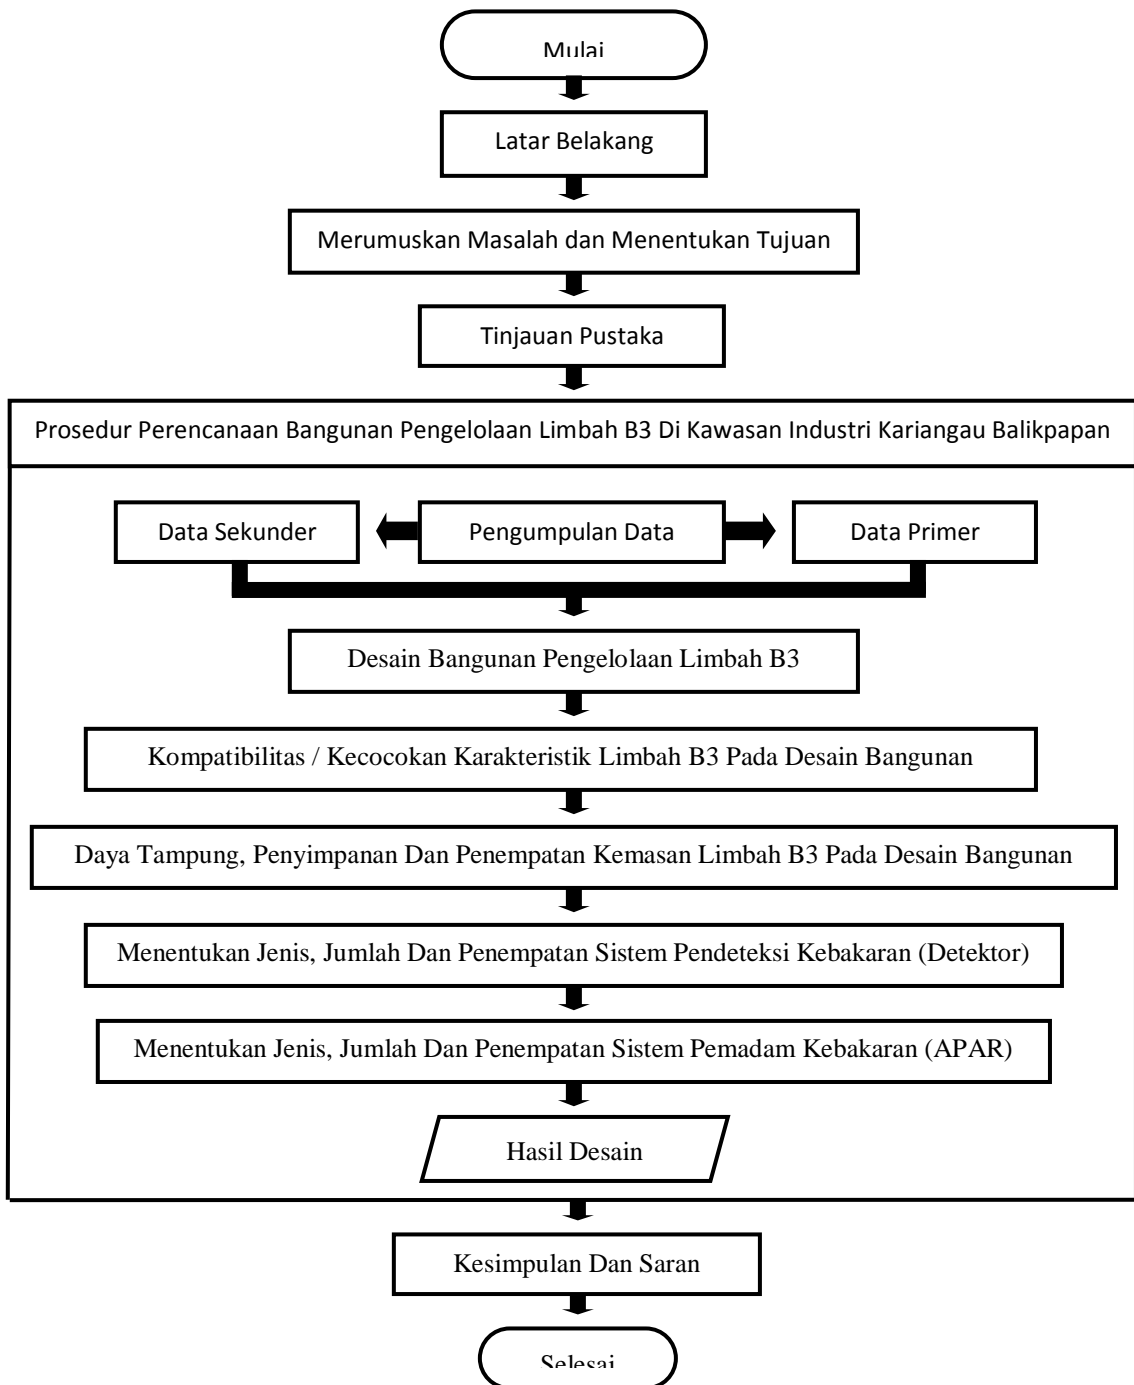 Mulai
Latar Belakang
Merumuskan Masalah dan Menentukan Tujuan
Tinjauan Pustaka
Prosedur Perencanaan Bangunan Pengelolaan Limbah B3 Di Kawasan Industri Kariangau Balikpapan
Data Sekunder
Pengumpulan Data
Data Primer
Desain Bangunan Pengelolaan Limbah B3
Kompatibilitas / Kecocokan Karakteristik Limbah B3 Pada Desain Bangunan
Daya Tampung, Penyimpanan Dan Penempatan Kemasan Limbah B3 Pada Desain Bangunan
Menentukan Jenis, Jumlah Dan Penempatan Sistem Pendeteksi Kebakaran (Detektor)
Menentukan Jenis, Jumlah Dan Penempatan Sistem Pemadam Kebakaran (APAR)
Hasil Desain
Kesimpulan Dan Saran
Selesai